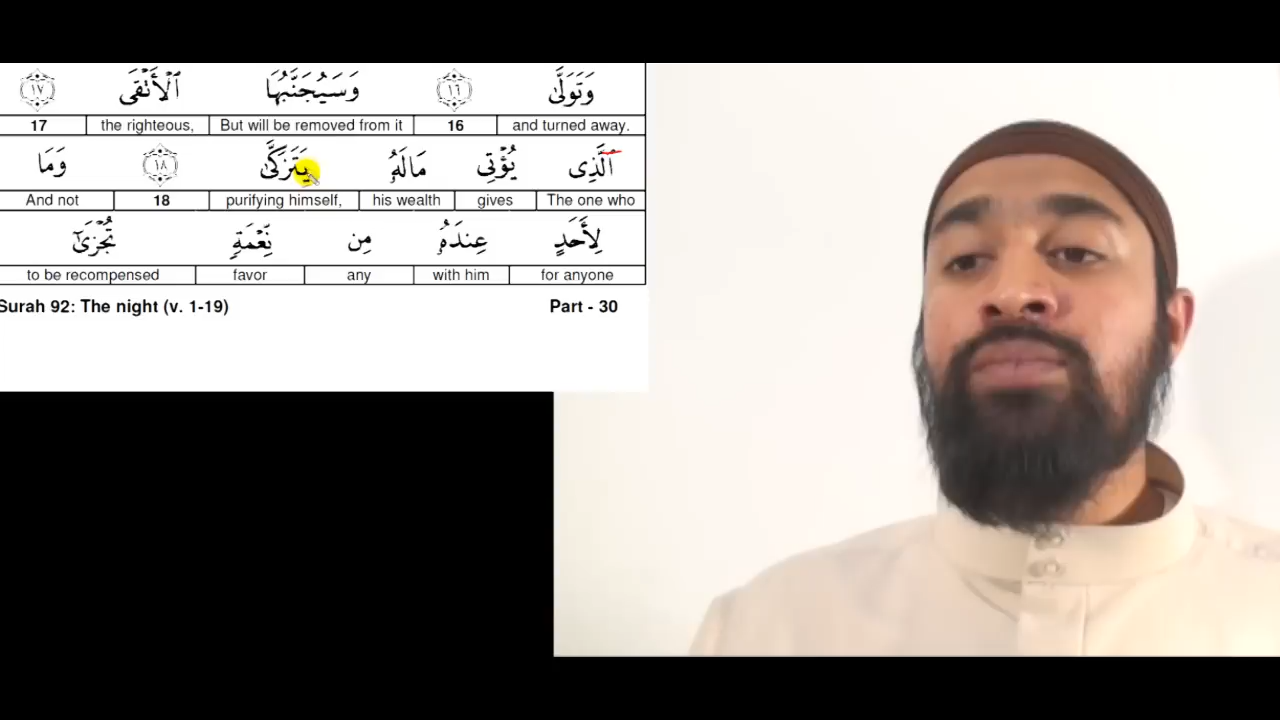 وَتَوَلَّىٰ ١٦ وَسَيُجَنَّبُهَا ٱلْأَتْقَى ١٧
and turned away. 16 But will be removed from it the righteous, 17
ٱلَّذِى يُؤْتِى مَالَهُۥ يَتَزَكَّىٰ ١٨ وَمَا
The one who gives his wealth purifying himself, 18 And not
لِأَحَدٍ عِندَهُۥ مِن نِّعْمَةٍۢ تُجْزَىٰٓ
for anyone with him any favor to be recompensed
Surah 92: The night (v. 1-19) Part - 30